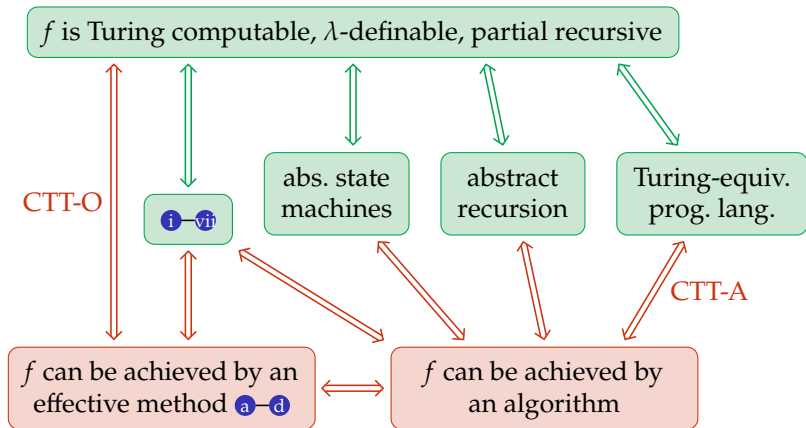 f is Turing computable, λ-definable, partial recursive
abs. state
machines
abstract
recursion
Turing-equiv.
prog. lang.
CTT-O
i–vii
CTT-A
f can be achieved by an
effective method a–d
f can be achieved by
an algorithm